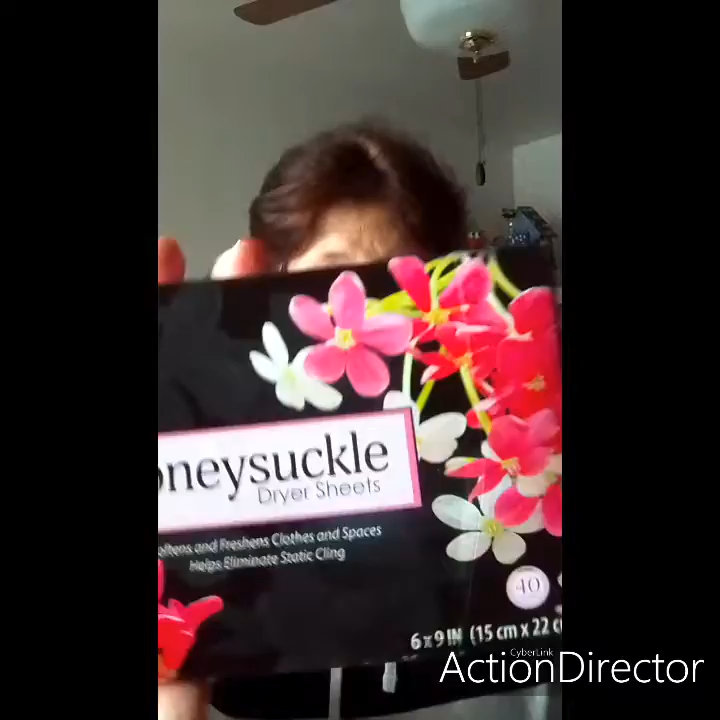 oneysuckle
Dryer Sheets
oftens and Freshens Clothes and Spaces
Helps Eliminate Static Cling
40
6 x 9 IN (15 cm x 22 c
CyberLink
ActionDirector